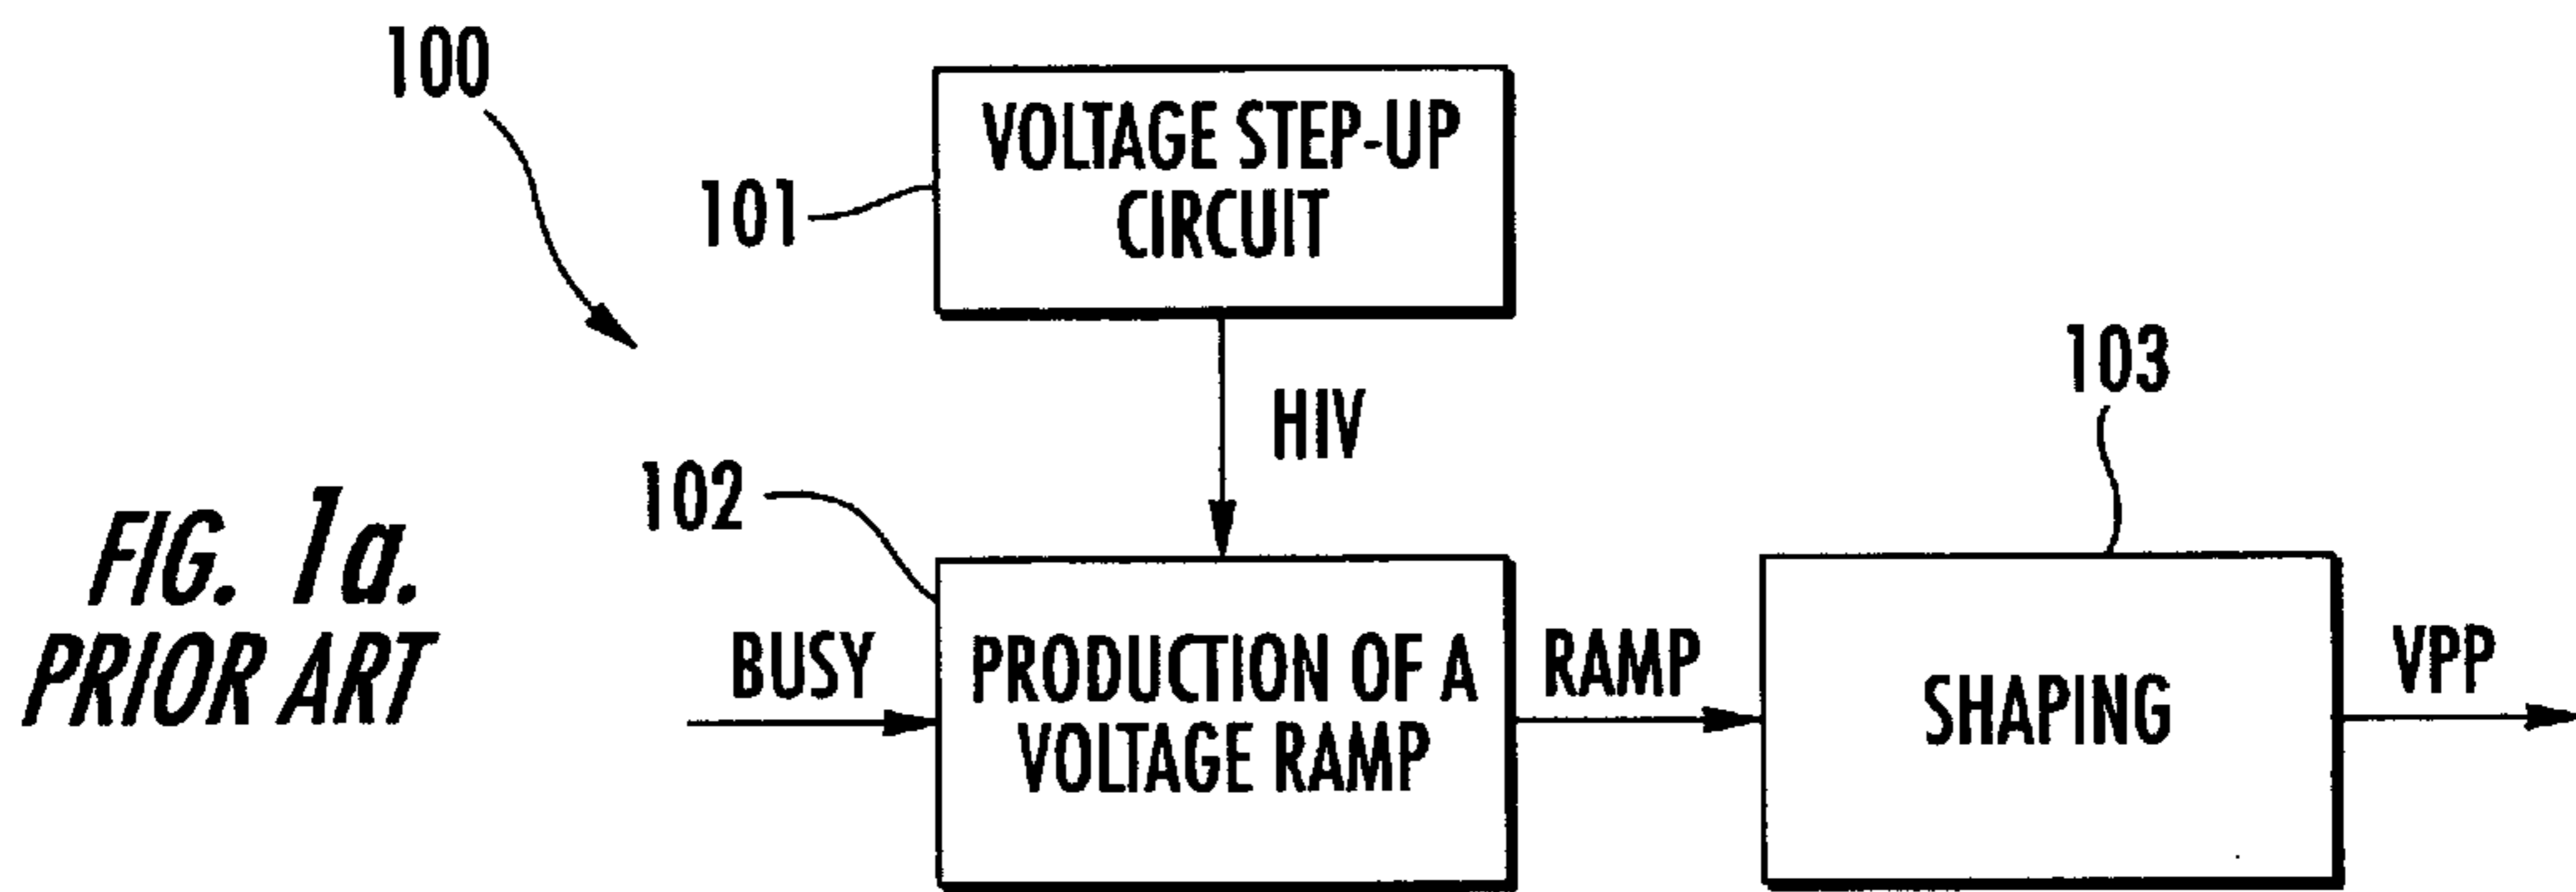 100
VOLTAGE STEP-UP
CIRCUIT
101
HIV
103
102
FIG. 1a.
PRIOR ART
BUSY
PRODUCTION OF A
VOLTAGE RAMP
RAMP
SHAPING
VPP